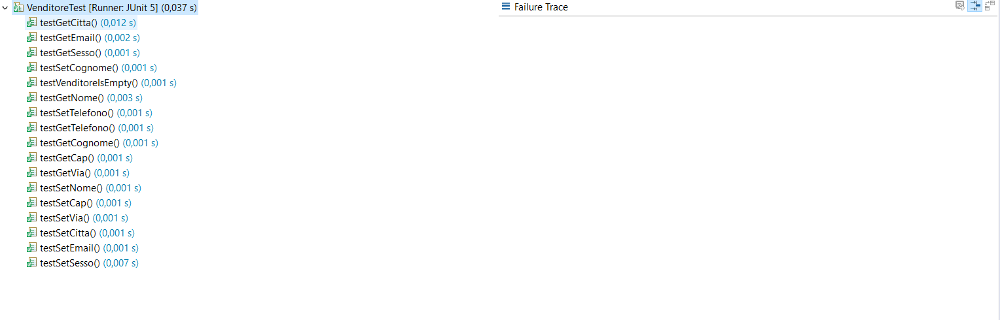 VenditoreTest [Runner: JUnit 5] (0,037 s)
testGetCitta() (0,012 s)
testGetEmail() (0,002 s)
testGetSesso() (0,001 s)
testSetCognome() (0,001 s)
testVenditoreIsEmpty() (0,001 s)
testGetNome() (0,003 s)
testSetTelefono() (0,001 s)
testGetTelefono() (0,001 s)
testGetCognome() (0,001 s)
testGetCap() (0,001 s)
testGetVia() (0,001 s)
testSetNome() (0,001 s)
testSetCap() (0,001 s)
testSetVia() (0,001 s)
testSetCitta() (0,001 s)
testSetEmail() (0,001 s)
testSetSesso() (0,007 s)
Failure Trace